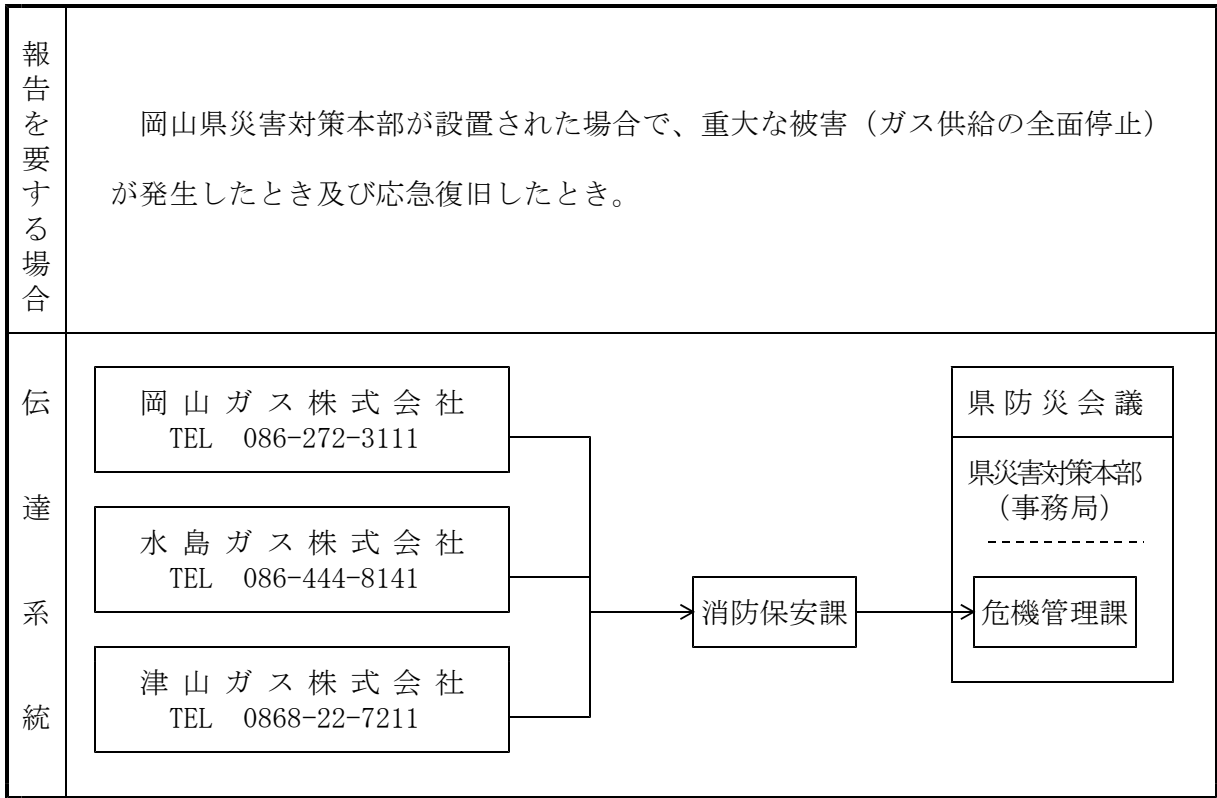 報告を要する場合
岡山県災害対策本部が設置された場合で、重大な被害（ガス供給の全面停止）
が発生したとき及び応急復旧したとき。
伝達系統
岡山ガス株式会社
TEL 086-272-3111
水島ガス株式会社
TEL 086-444-8141
津山ガス株式会社
TEL 0868-22-7211
消防保安課
県防災会議
県災害対策本部
（事務局）
危機管理課